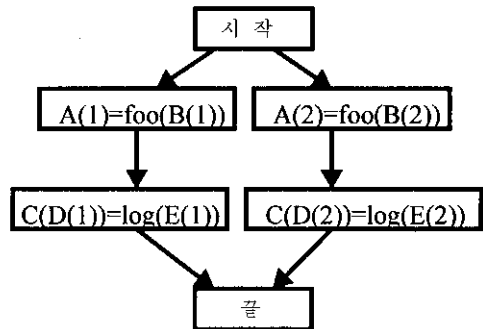 시 작
A(1)=foo(B(1))
A(2)=foo(B(2))
C(D(1))=log(E(1))
C(D(2))=log(E(2))
끝